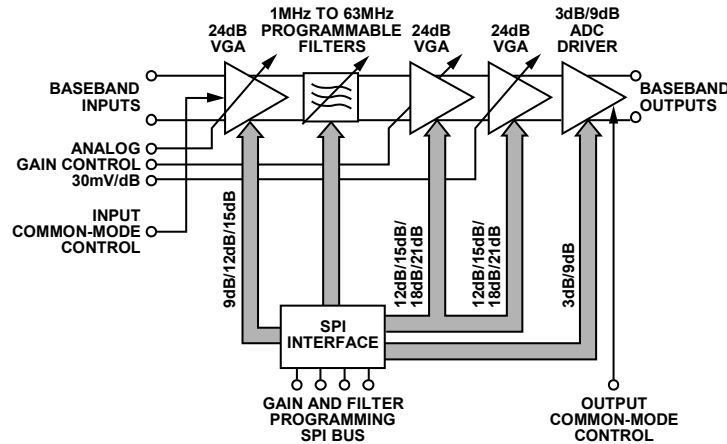 1MHz TO 63MHz
PROGRAMMABLE
FILTERS
24dB
VGA
24dB
VGA
24dB
VGA
3dB/9dB
ADC
DRIVER
BASEBAND
INPUTS
BASEBAND
OUTPUTS
ANALOG
GAIN CONTROL
30mV/dB
INPUT
COMMON-MODE
CONTROL
9dB/12dB/15dB
12dB/15dB/
18dB/21dB
12dB/15dB/
18dB/21dB
3dB/9dB
SPI
INTERFACE
GAIN AND FILTER
PROGRAMMING
SPI BUS
OUTPUT
COMMON-MODE
CONTROL